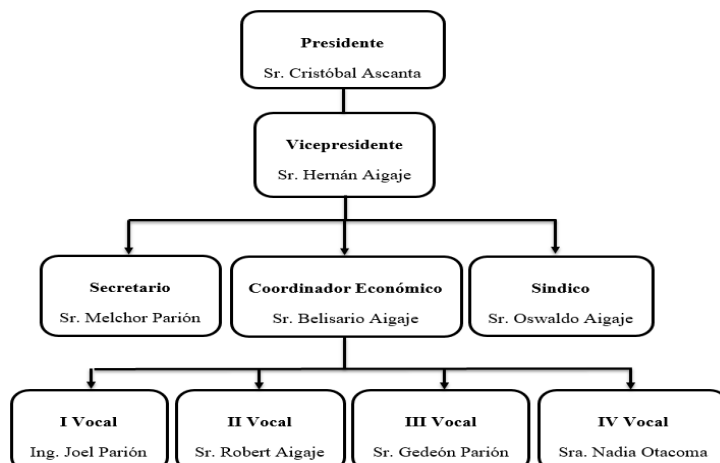 Presidente
Sr. Cristóbal Ascanta
Vicepresidente
Sr. Hernán Aigaje
Secretario
Sr. Melchor Parión
Coordinador Económico
Sr. Belisario Aigaje
Sindico
Sr. Oswaldo Aigaje
I Vocal
Ing. Joel Parión
II Vocal
Sr. Robert Aigaje
III Vocal
Sr. Gedeón Parión
IV Vocal
Sra. Nadia Otacoma